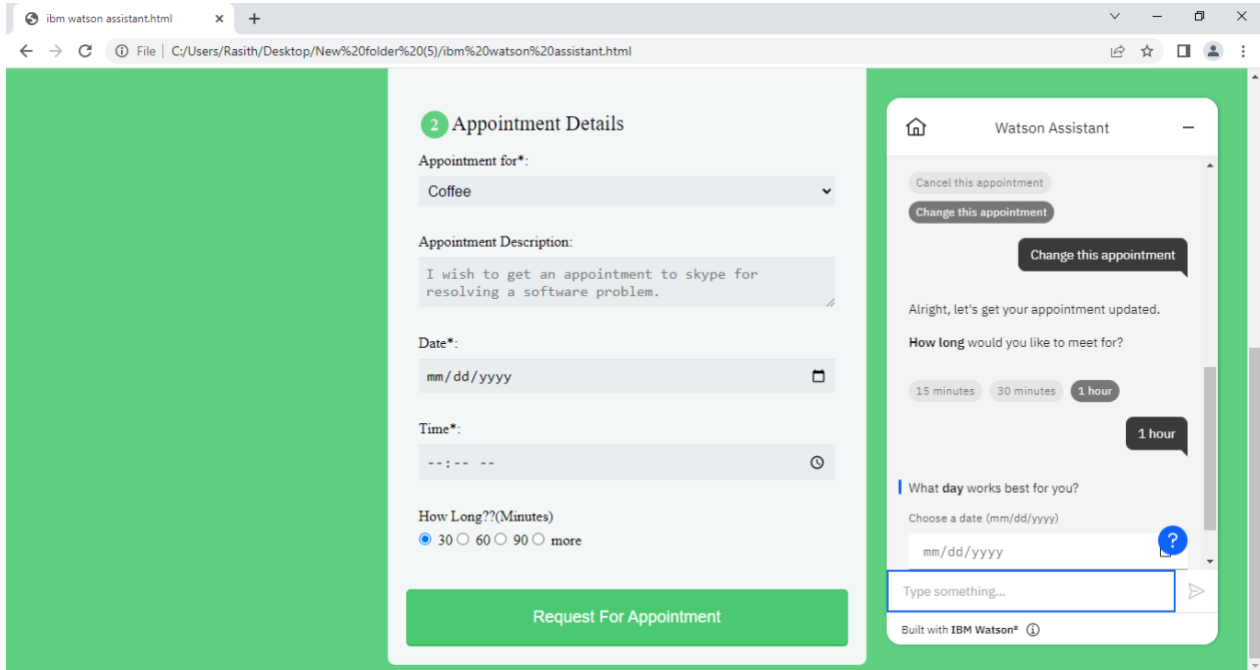 ibm watson assistant.html
File | C:/Users/Rasith/Desktop/New%20folder%20(5)/ibm%20watson%20assistant.html
2 Appointment Details
Appointment for*:
Coffee
Appointment Description:
I wish to get an appointment to skype for
resolving a software problem.
Date*:
mm/dd/yyyy
Time*:
--:-- --
How Long??(Minutes)
30 60 90 more
Request For Appointment
Watson Assistant
Cancel this appointment
Change this appointment
Change this appointment
Alright, let's get your appointment updated.
How long would you like to meet for?
15 minutes 30 minutes 1 hour
1 hour
What day works best for you?
Choose a date (mm/dd/yyyy)
mm/dd/yyyy
?
Type something...
Built with IBM Watson®